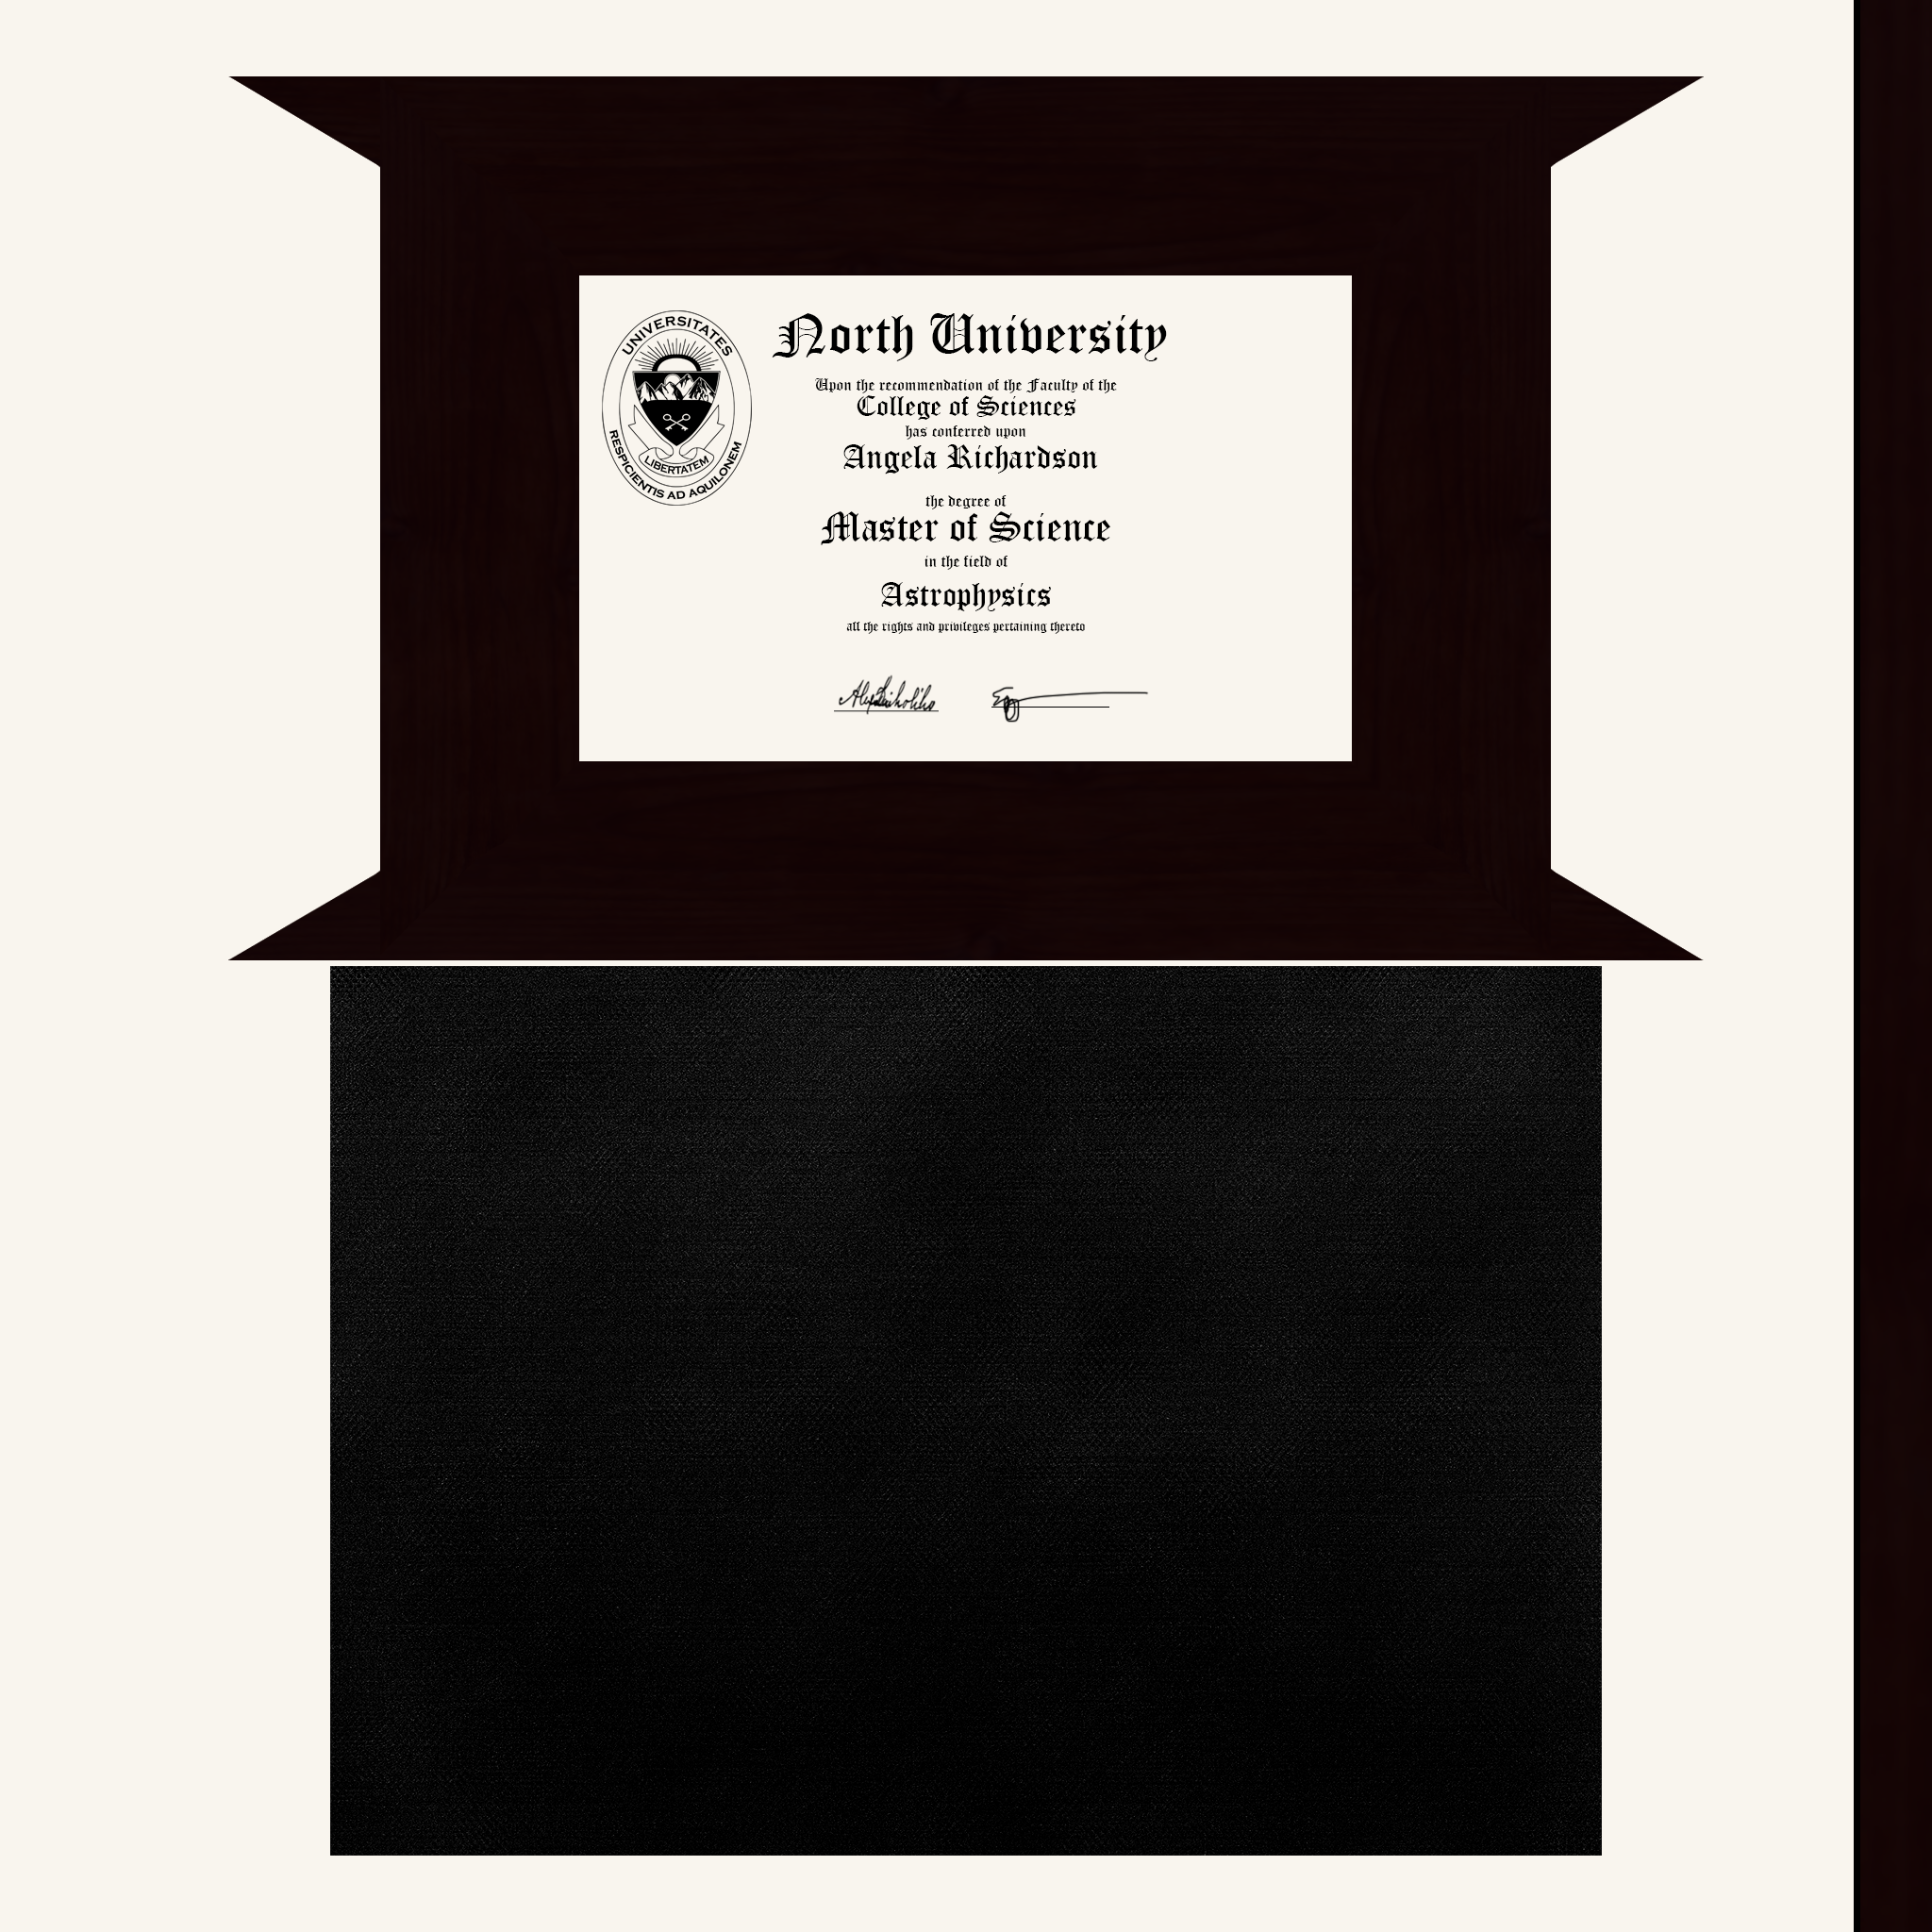 UNIVERSITATES
LIBERTATEM
RESPICIENTIS AD AQUILONEM
North University
Upon the recommendation of the Faculty of the
College of Sciences
has conferred upon
Angela Richardson
the degree of
Master of Science
in the field of
Astrophysics
all the rights and privileges pertaining thereto